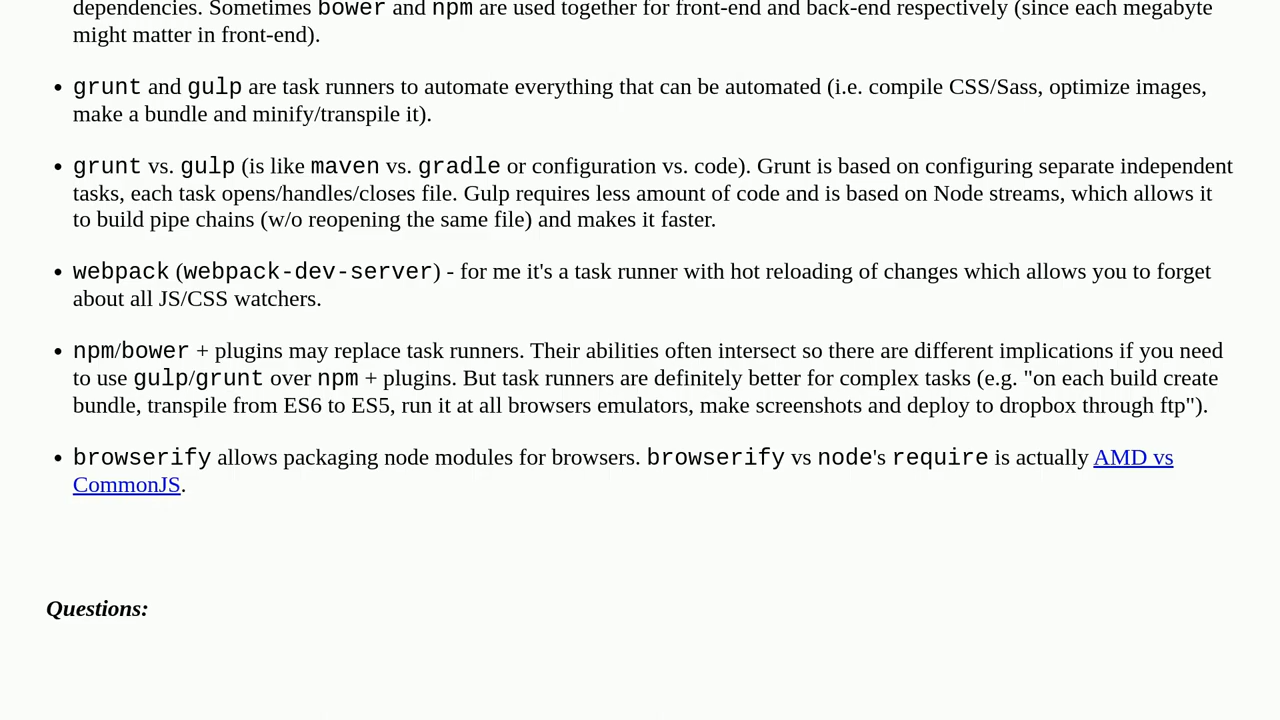 dependencies. Sometimes bower and npm are used together for front-end and back-end respectively (since each megabyte
might matter in front-end).
• grunt and gulp are task runners to automate everything that can be automated (i.e. compile CSS/Sass, optimize images,
make a bundle and minify/transpile it).
• grunt vs. gulp (is like maven vs. gradle or configuration vs. code). Grunt is based on configuring separate independent
tasks, each task opens/handles/closes file. Gulp requires less amount of code and is based on Node streams, which allows it
to build pipe chains (w/o reopening the same file) and makes it faster.
• webpack (webpack-dev-server) - for me it's a task runner with hot reloading of changes which allows you to forget
about all JS/CSS watchers.
• npm/bower + plugins may replace task runners. Their abilities often intersect so there are different implications if you need
to use gulp/grunt over npm + plugins. But task runners are definitely better for complex tasks (e.g. "on each build create
bundle, transpile from ES6 to ES5, run it at all browsers emulators, make screenshots and deploy to dropbox through ftp").
• browserify allows packaging node modules for browsers. browserify vs node's require is actually AMD vs
CommonJS.
Questions: